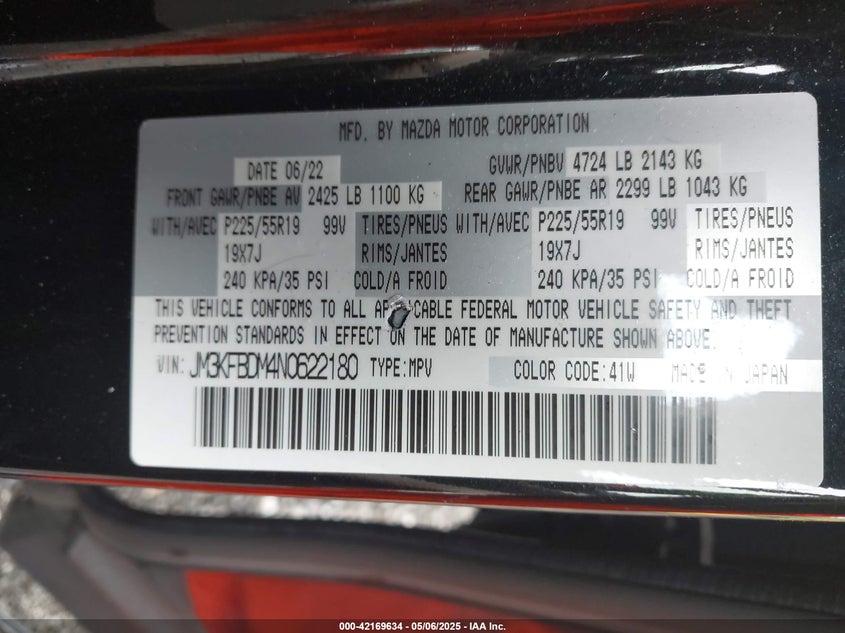 MFD. BY MAZDA MOTOR CORPORATION
DATE 06/22 GVWR/PNBV 4724 LB 2143 KG
FRONT GAWR/PNBE AV 2425 LB 1100 KG REAR GAWR/PNBE AR 2299 LB 1043 KG
WITH/AVEC P225/55R19 99V TIRES/PNEUS WITH/AVEC P225/55R19 99V TIRES/PNEUS
19X7J RIMS/JANTES 19X7J RIMS/JANTES
240 KPA/35 PSI COLD/A FROID 240 KPA/35 PSI COLD/A FROID
THIS VEHICLE CONFORMS TO ALL APPLICABLE FEDERAL MOTOR VEHICLE SAFETY AND THEFT
PREVENTION STANDARDS IN EFFECT ON THE DATE OF MANUFACTURE SHOWN ABOVE.
VIN: JM3KFBDM4N0622180 TYPE:MPV COLOR CODE:41W MADE IN JAPAN
000-42169634 | 05/06/2025 | IAA Inc.